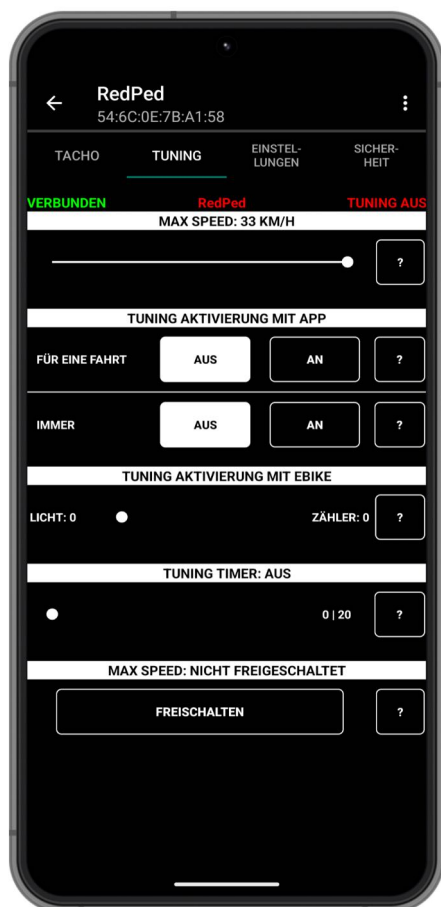 RedPed
54:6C:0E:7B:A1:58
TACHO TUNING EINSTEL-
LUNGEN SICHER-
HEIT
VERBUNDEN RedPed TUNING AUS
MAX SPEED: 33 KM/H
?
TUNING AKTIVIERUNG MIT APP
FÜR EINE FAHRT AUS AN ?
IMMER AUS AN ?
TUNING AKTIVIERUNG MIT EBIKE
LICHT: 0 ZÄHLER: 0 ?
TUNING TIMER: AUS
0 | 20 ?
MAX SPEED: NICHT FREIGESCHALTET
FREISCHALTEN ?